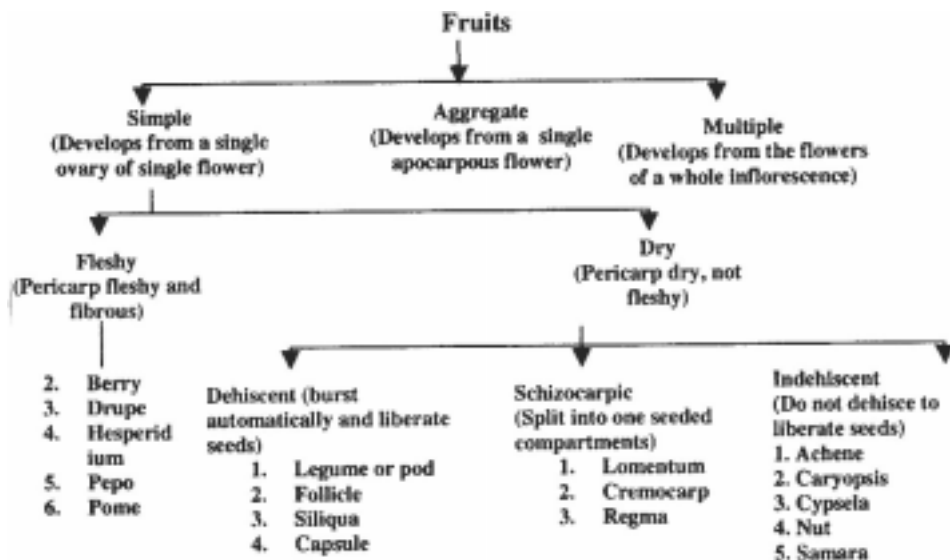 Fruits
Simple
(Develops from a single
ovary of single flower)
Aggregate
(Develops from a single
apocarpous flower)
Multiple
(Develops from the flowers
of a whole inflorescence)
Fleshy
(Pericarp fleshy and
fibrous)
Dry
(Pericarp dry, not
fleshy)
2. Berry
3. Drupe
4. Hesperid
ium
5. Pepo
6. Pome
Dehiscent (burst
automatically and liberate
seeds)
1. Legume or pod
2. Follicle
3. Siliqua
4. Capsule
Schizocarpic
(Split into one seeded
compartments)
1. Lomentum
2. Cremocarp
3. Regma
Indehiscent
(Do not dehisce to
liberate seeds)
1. Achene
2. Caryopsis
3. Cypsela
4. Nut
5. Samara